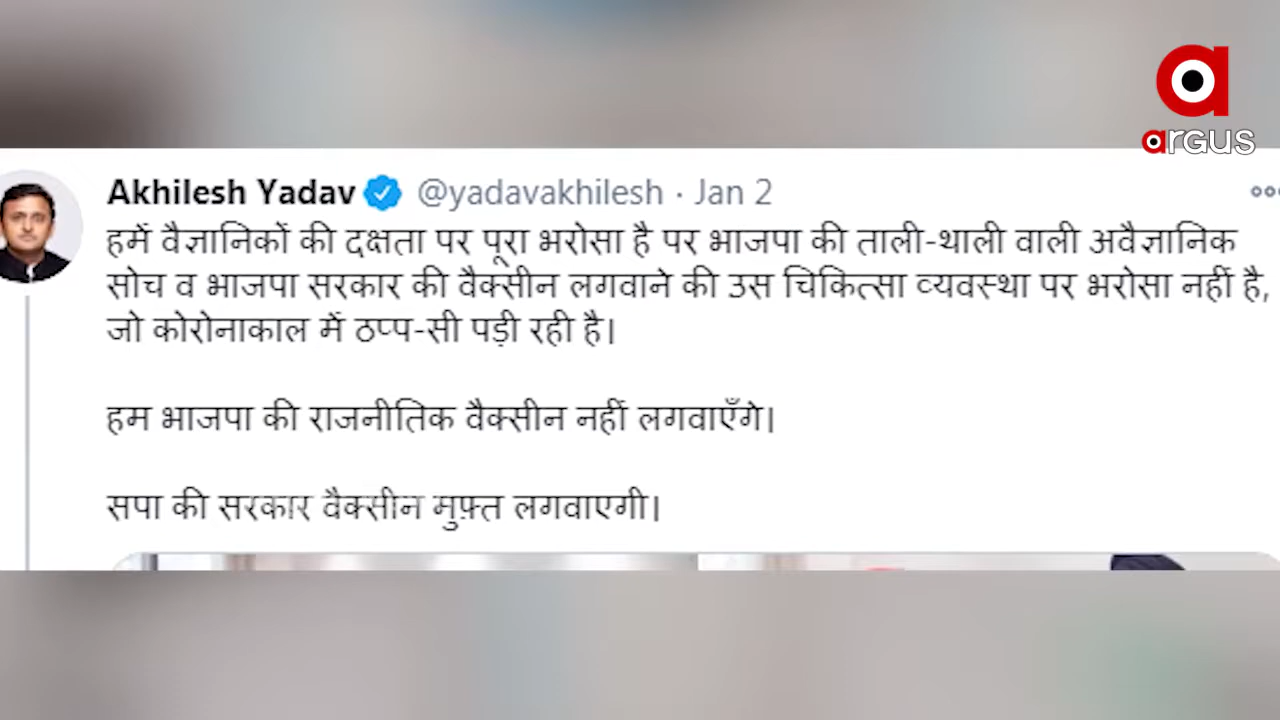 argus
Akhilesh Yadav @yadavakhilesh · Jan 2
हमें वैज्ञानिकों की दक्षता पर पूरा भरोसा है पर भाजपा की ताली-थाली वाली अवैज्ञानिक
सोच व भाजपा सरकार की वैक्सीन लगवाने की उस चिकित्सा व्यवस्था पर भरोसा नहीं है,
जो कोरोनाकाल में ठप्प-सी पड़ी रही है।
हम भाजपा की राजनीतिक वैक्सीन नहीं लगवाएँगे।
सपा की सरकार वैक्सीन मुफ़्त लगवाएगी।